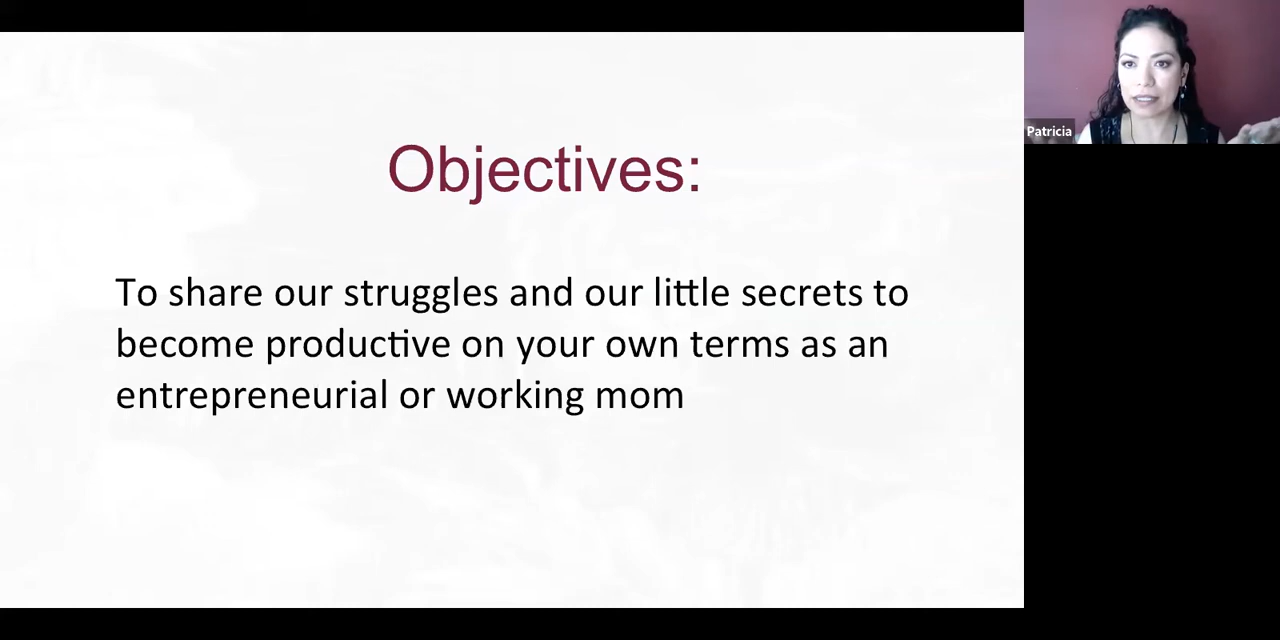 Objectives:
To share our struggles and our little secrets to
become productive on your own terms as an
entrepreneurial or working mom
Patricia